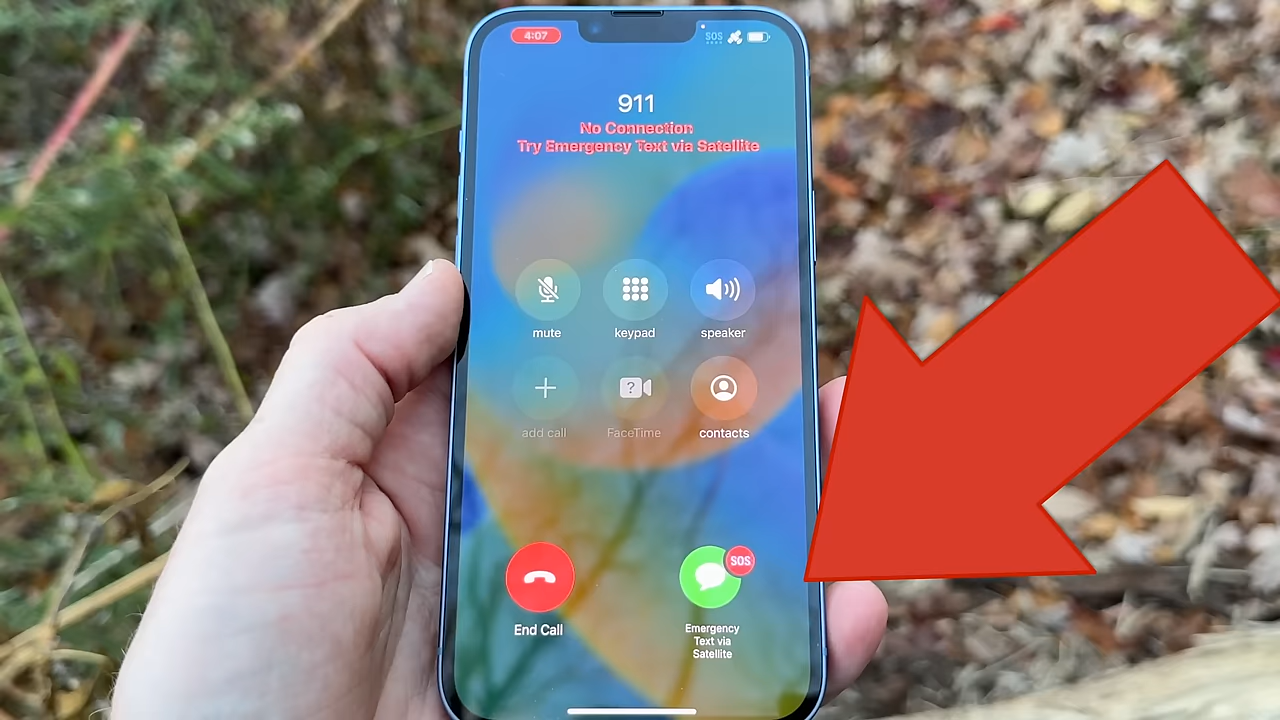 4:07
SOS
911
No Connection
Try Emergency Text via Satellite
mute
keypad
speaker
?
add call
FaceTime
contacts
SOS
End Call
Emergency
Text via
Satellite